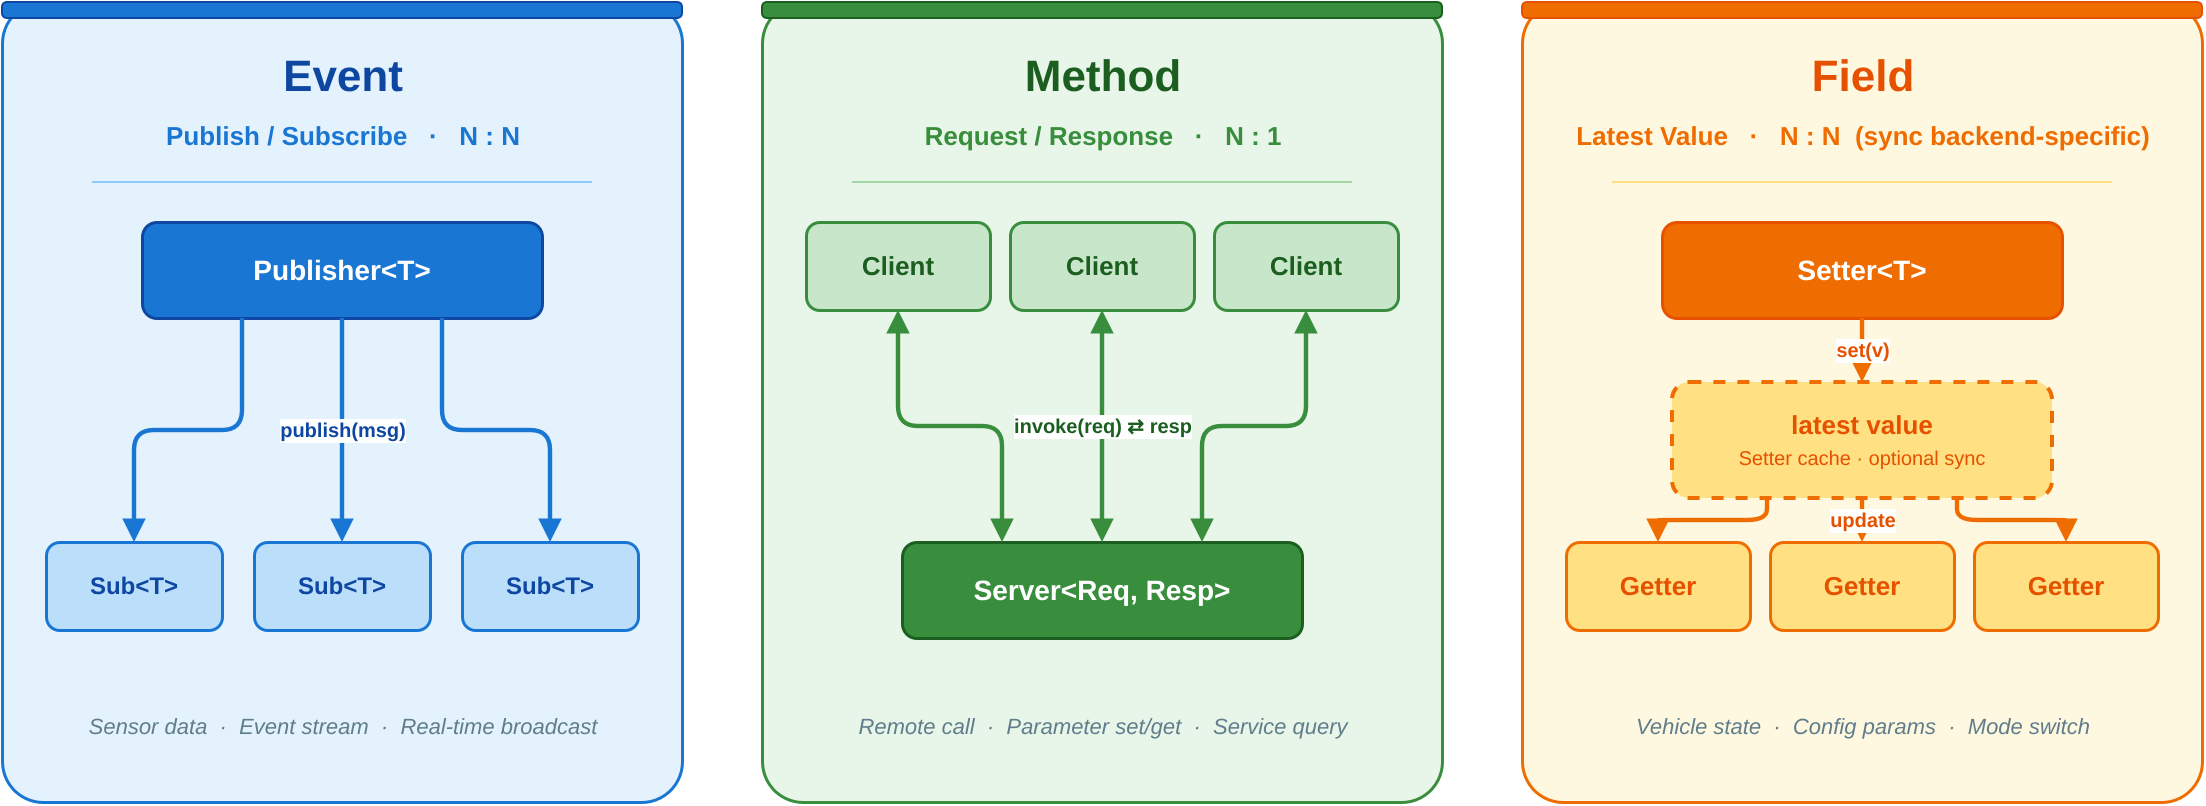 Event
Publish / Subscribe · N : N
Publisher<T>
publish(msg)
Sub<T>
Sub<T>
Sub<T>
Sensor data · Event stream · Real-time broadcast
Method
Request / Response · N : 1
Client
Client
Client
invoke(req) ⇄ resp
Server<Req, Resp>
Remote call · Parameter set/get · Service query
Field
Latest Value · N : N (sync backend-specific)
Setter<T>
set(v)
latest value
Setter cache · optional sync
update
Getter
Getter
Getter
Vehicle state · Config params · Mode switch